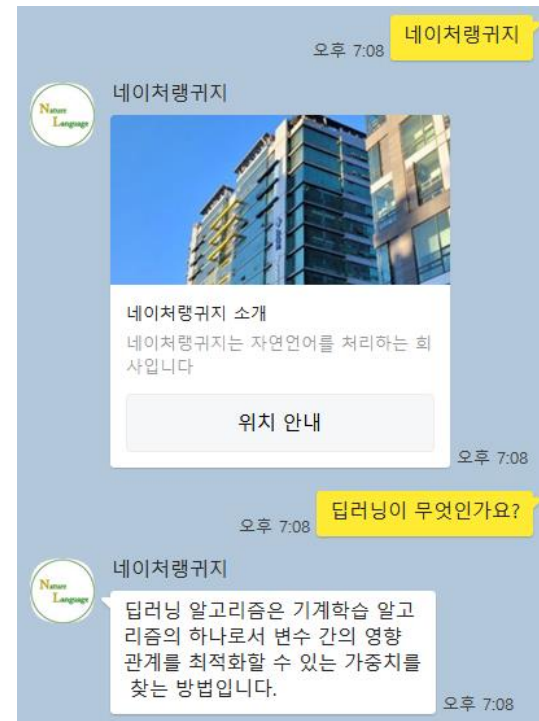 네이처랭귀지
오후 7:08
네이처랭귀지
Nature
Language
네이처랭귀지 소개
네이처랭귀지는 자연언어를 처리하는 회
사입니다
위치 안내
오후 7:08
딥러닝이 무엇인가요?
오후 7:08
네이처랭귀지
Nature
Language
딥러닝 알고리즘은 기계학습 알고
리즘의 하나로서 변수 간의 영향
관계를 최적화할 수 있는 가중치를
찾는 방법입니다.
오후 7:08